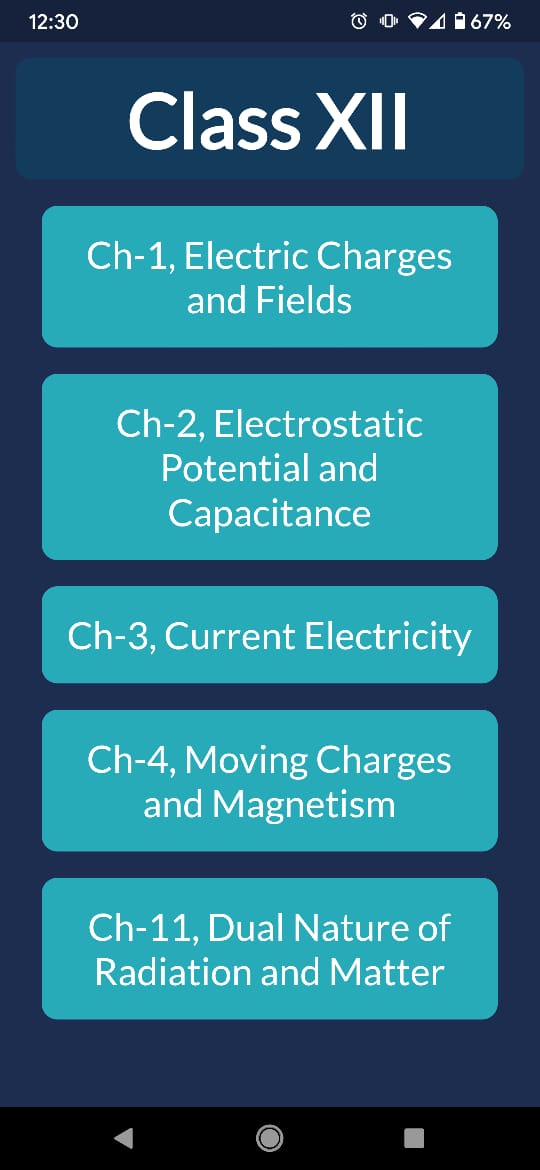 12:30 67%
Class XII
Ch-1, Electric Charges
and Fields
Ch-2, Electrostatic
Potential and
Capacitance
Ch-3, Current Electricity
Ch-4, Moving Charges
and Magnetism
Ch-11, Dual Nature of
Radiation and Matter